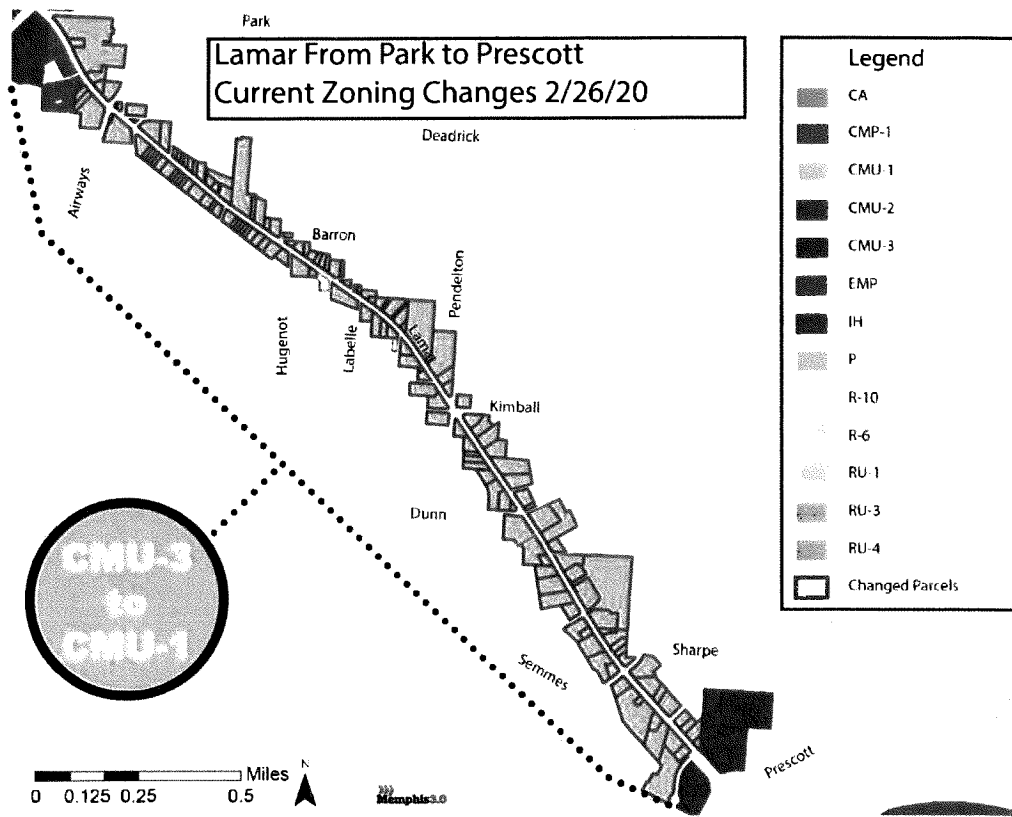 Park
Lamar From Park to Prescott
Current Zoning Changes 2/26/20
Deadrick
Airways
Barron
Pendelton
Hugenot
Labelle
Lamar
Kimball
Dunn
CMU-3
to
CMU-1
Semmes
Sharpe
Prescott
Miles
0 0.125 0.25 0.5
N
Memphis3.0
Legend
CA
CMP-1
CMU-1
CMU-2
CMU-3
EMP
IH
P
R-10
R-6
RU-1
RU-3
RU-4
Changed Parcels